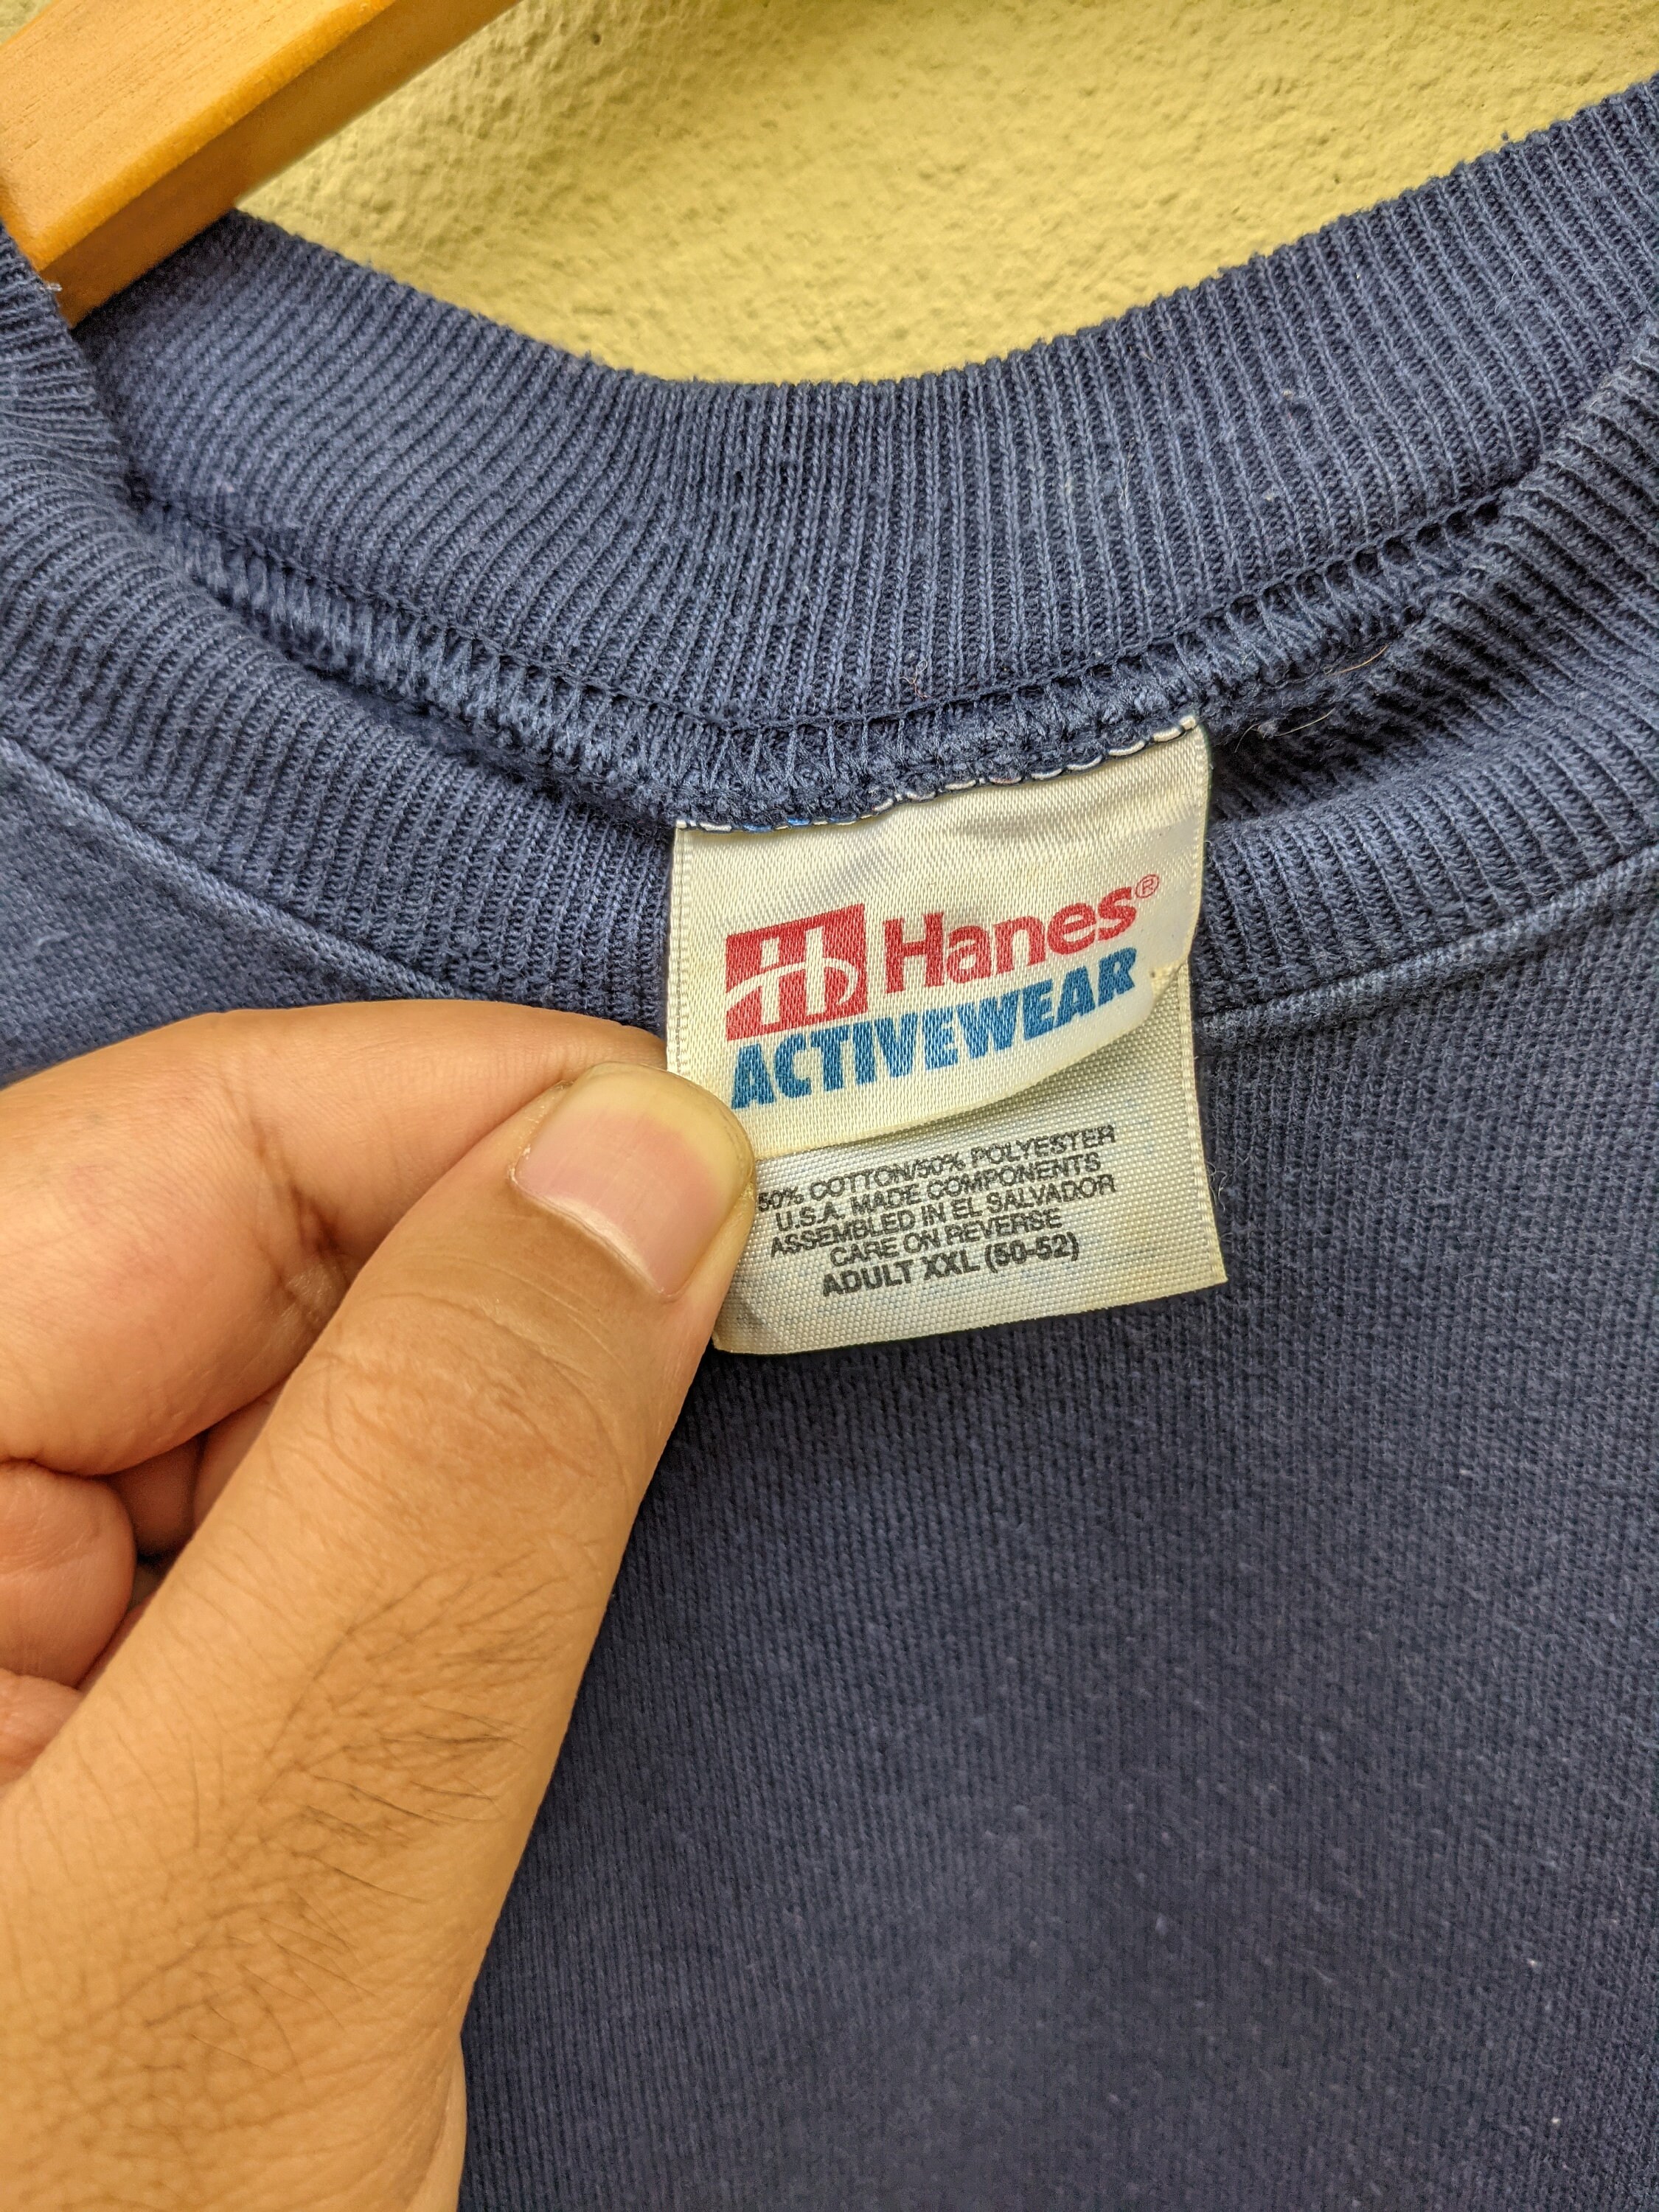 Hanes®
ACTIVEWEAR
50% COTTON/50% POLYESTER
U.S.A. MADE COMPONENTS
ASSEMBLED IN EL SALVADOR
CARE ON REVERSE
ADULT XXL (50-52)